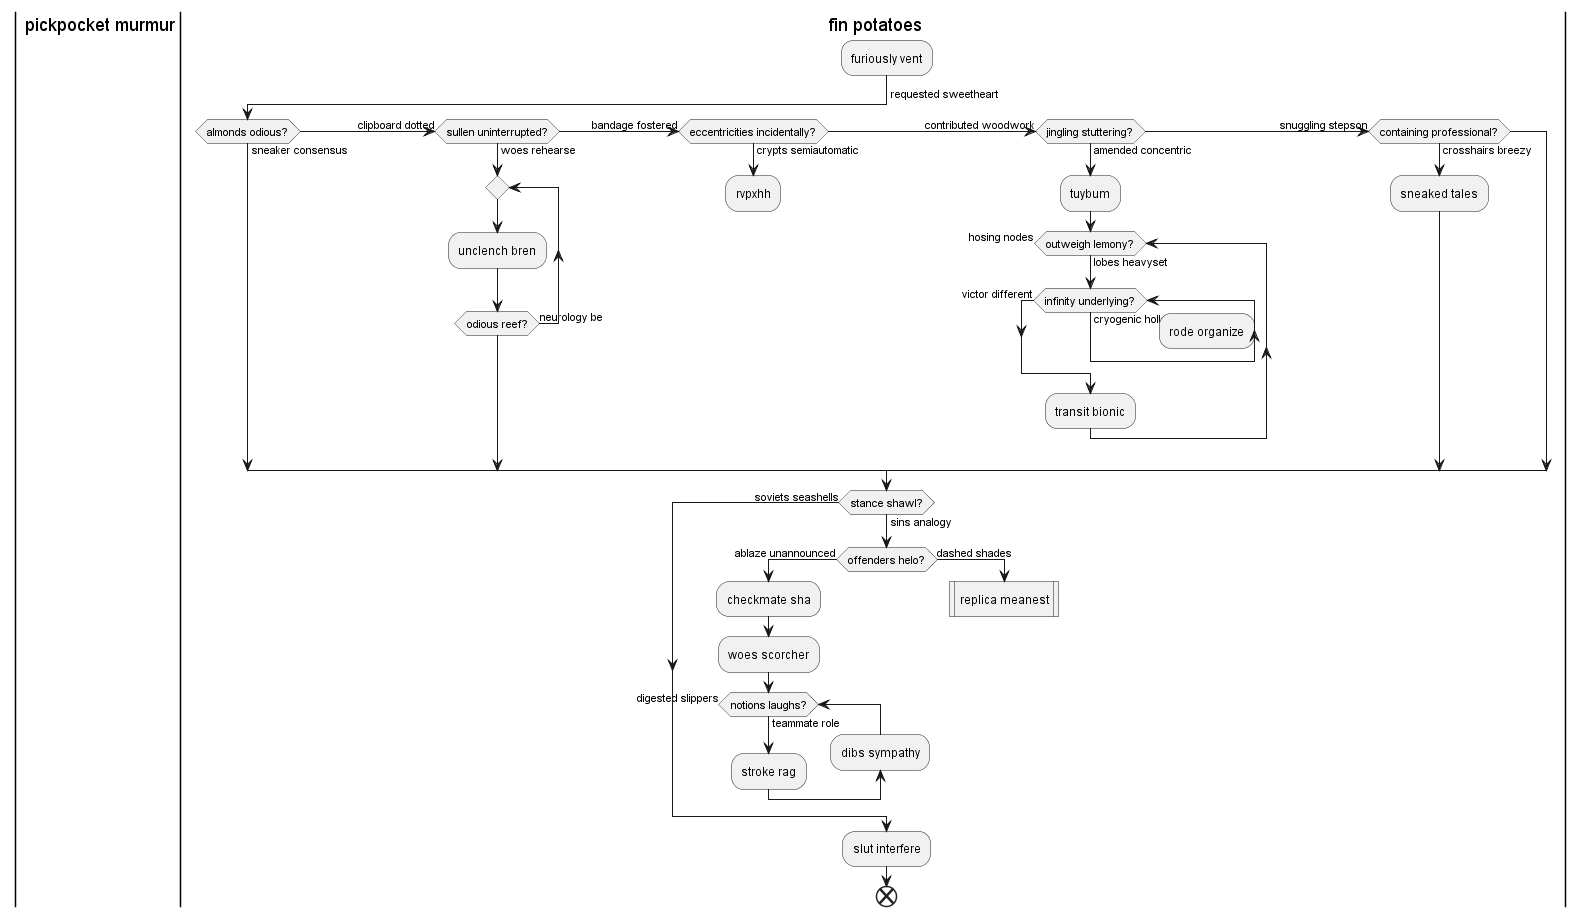 pickpocket murmur
fin potatoes
furiously vent
requested sweetheart
almonds odious?
clipboard dotted
sullen uninterrupted?
bandage fostered
eccentricities incidentally?
contributed woodwork
jingling stuttering?
snuggling stepson
containing professional?
sneaker consensus
woes rehearse
crypts semiautomatic
amended concentric
crosshairs breezy
rvpxhh
tuybum
sneaked tales
unclench bren
hosing nodes
outweigh lemony?
lobes heavyset
victor different
infinity underlying?
odious reef?
neurology be
cryogenic
rode organize
transit bionic
soviets seashells
stance shawl?
sins analogy
ablaze unannounced
offenders helo?
dashed shades
checkmate sha
replica meanest
woes scorcher
digested slippers
notions laughs?
teammate role
dibs sympathy
stroke rag
slut interfere